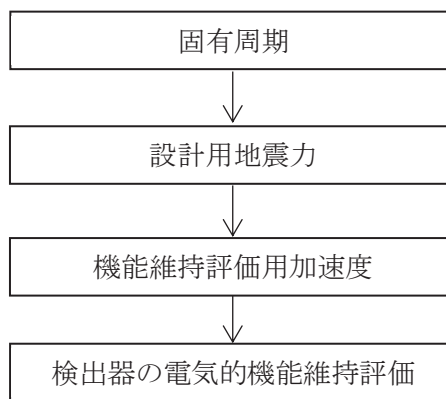 固有周期
設計用地震力
機能維持評価用加速度
検出器の電気的機能維持評価